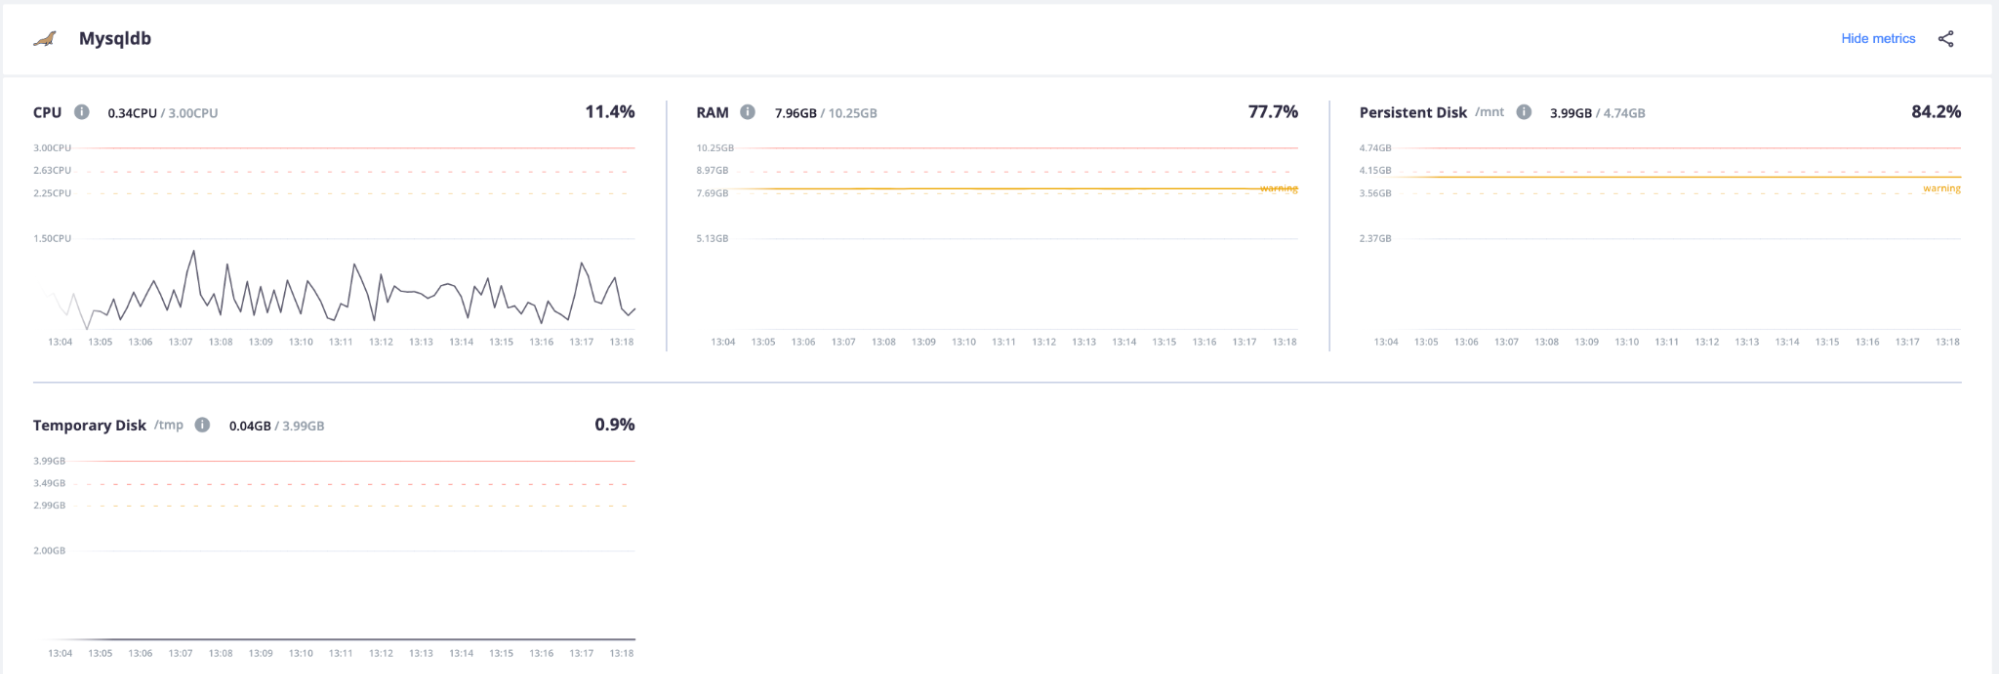 Mysqldb
Hide metrics
CPU 0.34CPU / 3.00CPU 11.4%
3.00CPU
2.63CPU
2.25CPU
1.50CPU
13:04 13:05 13:06 13:07 13:08 13:09 13:10 13:11 13:12 13:13 13:14 13:15 13:16 13:17 13:18
RAM 7.96GB / 10.25GB 77.7%
10.25GB
8.97GB
7.69GB
warning
5.13GB
13:04 13:05 13:06 13:07 13:08 13:09 13:10 13:11 13:12 13:13 13:14 13:15 13:16 13:17 13:18
Persistent Disk /mnt 3.99GB / 4.74GB 84.2%
4.74GB
4.15GB
warning
3.56GB
2.37GB
13:04 13:05 13:06 13:07 13:08 13:09 13:10 13:11 13:12 13:13 13:14 13:15 13:16 13:17 13:18
Temporary Disk /tmp 0.04GB / 3.99GB 0.9%
3.99GB
3.49GB
2.99GB
2.00GB
13:04 13:05 13:06 13:07 13:08 13:09 13:10 13:11 13:12 13:13 13:14 13:15 13:16 13:17 13:18